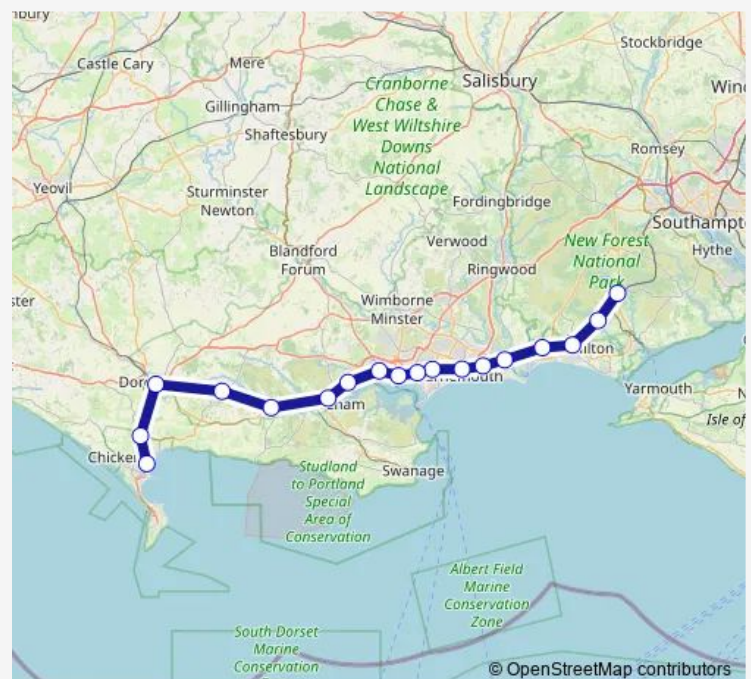 nbury
Castle Cary
Mere
Stockbridge
Cranborne
Chase &
West Wiltshire
Downs
National
Landscape
Salisbury
Gillingham
Shaftesbury
Romsey
Yeovil
Sturminster
Newton
Fordingbridge
Southampt
New Forest
National
Park
Hythe
Verwood
Ringwood
Blandford
Forum
Wimborne
Minster
ster
Dor
eham
ilton
Yarmouth
Isle of
Chicker
Swanage
Studland
to Portland
Special
Area of
Conservation
Albert Field
Marine
Conservation
Zone
South Dorset
Marine
Conservation
© OpenStreetMap contributors